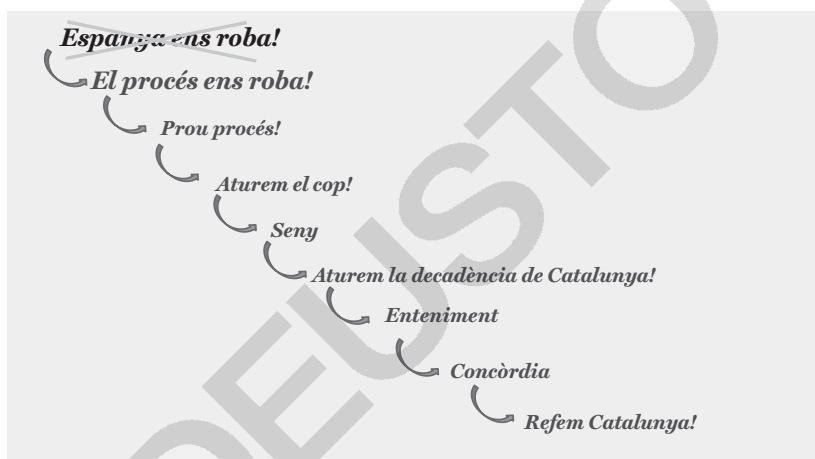 Espanya ens roba!
El procés ens roba!
Prou procés!
Aturem el cop!
Seny
Aturem la decadència de Catalunya!
Enteniment
Concòrdia
Refem Catalunya!
DEUSTO